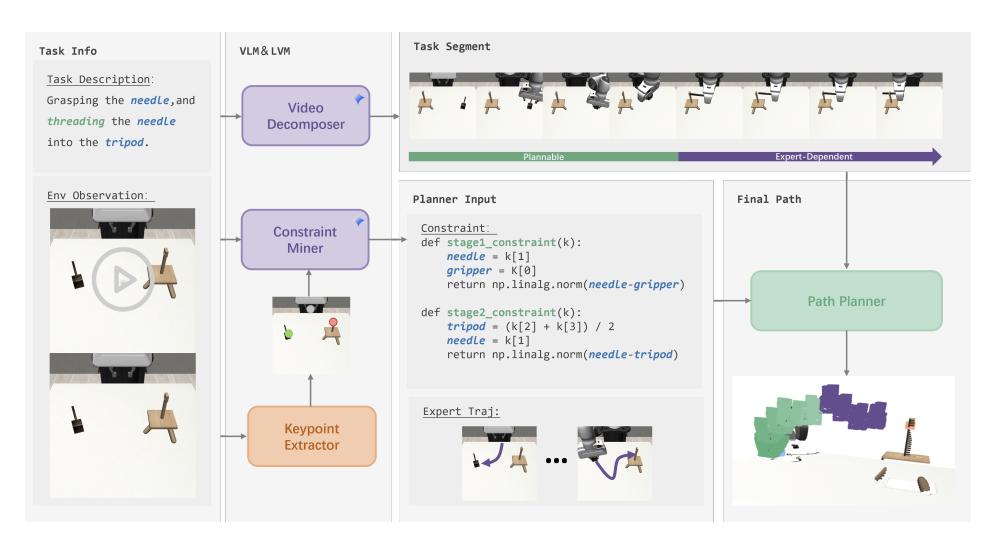 Task Info
Task Description:
Grasping the needle,and
threading the needle
into the tripod.
Env Observation:
VLM&LVM
Video
Decomposer
Constraint
Miner
Keypoint
Extractor
Task Segment
Plannable
Expert-Dependent
Planner Input
Constraint:
def stage1_constraint(k):
needle = k[1]
gripper = K[0]
return np.linalg.norm(needle-gripper)
def stage2_constraint(k):
tripod = (k[2] + k[3]) / 2
needle = k[1]
return np.linalg.norm(needle-tripod)
Expert Traj:
Final Path
Path Planner